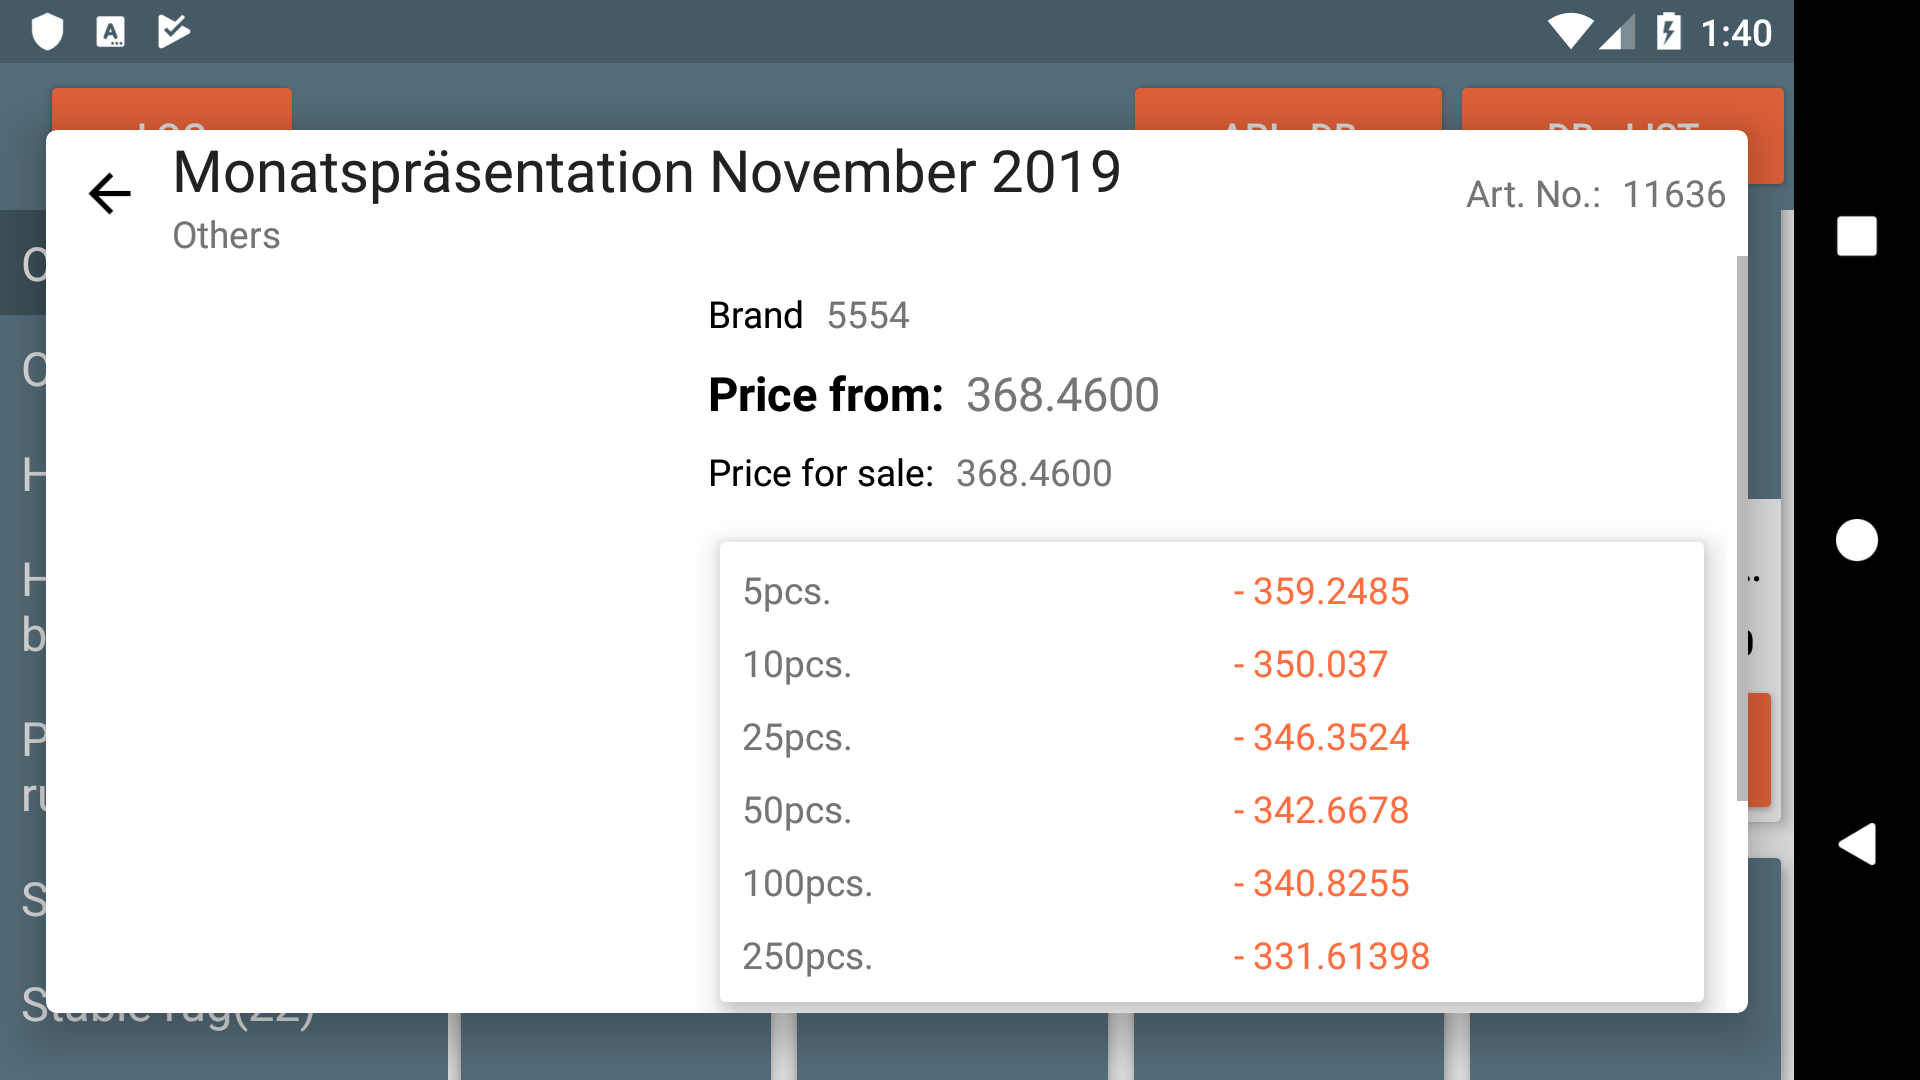 1:40
Monatspräsentation November 2019
Others
Art. No.: 11636
Brand 5554
Price from: 368.4600
Price for sale: 368.4600
5pcs. - 359.2485
10pcs. - 350.037
25pcs. - 346.3524
50pcs. - 342.6678
100pcs. - 340.8255
250pcs. - 331.61398